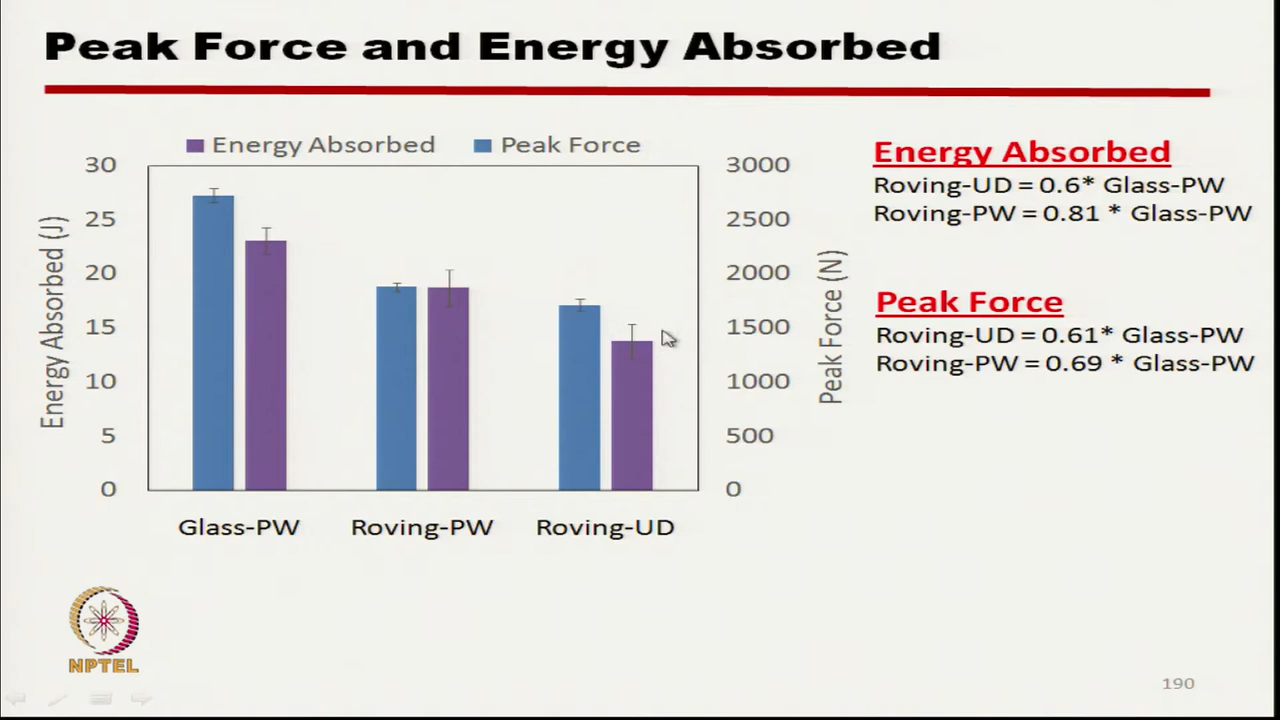 Peak Force and Energy Absorbed
Energy Absorbed Peak Force
30
25
20
15
10
5
0
Energy Absorbed (J)
3000
2500
2000
1500
1000
500
0
Peak Force (N)
Glass-PW Roving-PW Roving-UD
Energy Absorbed
Roving-UD = 0.6* Glass-PW
Roving-PW = 0.81 * Glass-PW
Peak Force
Roving-UD = 0.61* Glass-PW
Roving-PW = 0.69 * Glass-PW
NPTEL
190